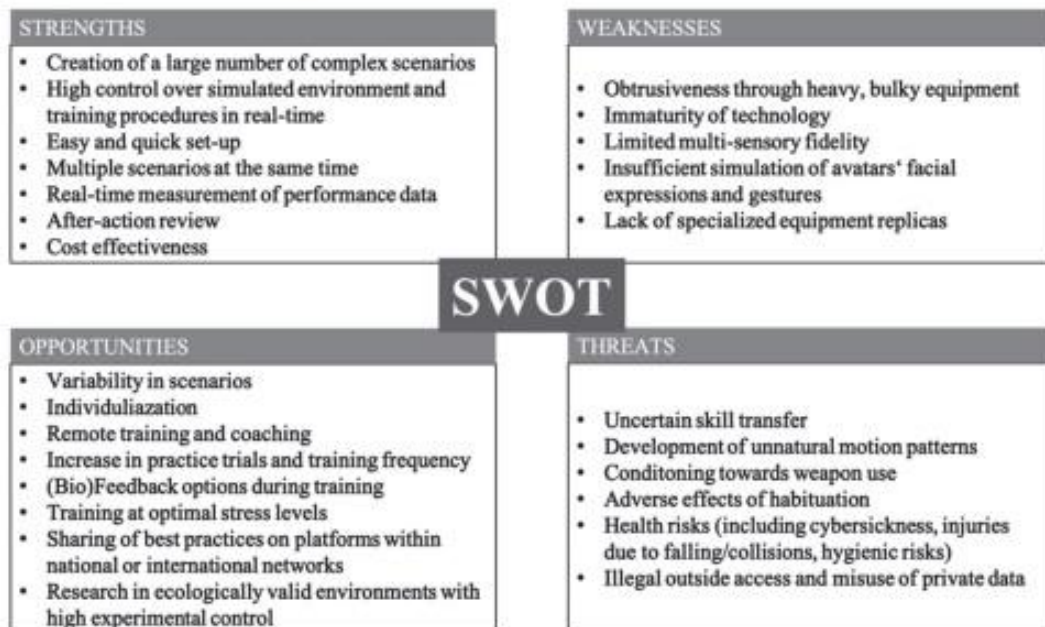 STRENGTHS
• Creation of a large number of complex scenarios
• High control over simulated environment and
training procedures in real-time
• Easy and quick set-up
• Multiple scenarios at the same time
• Real-time measurement of performance data
• After-action review
• Cost effectiveness
WEAKNESSES
• Obtrusiveness through heavy, bulky equipment
• Immaturity of technology
• Limited multi-sensory fidelity
• Insufficient simulation of avatars‘ facial
expressions and gestures
• Lack of specialized equipment replicas
SWOT
OPPORTUNITIES
• Variability in scenarios
• Individuliazation
• Remote training and coaching
• Increase in practice trials and training frequency
• (Bio)Feedback options during training
• Training at optimal stress levels
• Sharing of best practices on platforms within
national or international networks
• Research in ecologically valid environments with
high experimental control
THREATS
• Uncertain skill transfer
• Development of unnatural motion patterns
• Conditoning towards weapon use
• Adverse effects of habituation
• Health risks (including cybersickness, injuries
due to falling/collisions, hygienic risks)
• Illegal outside access and misuse of private data